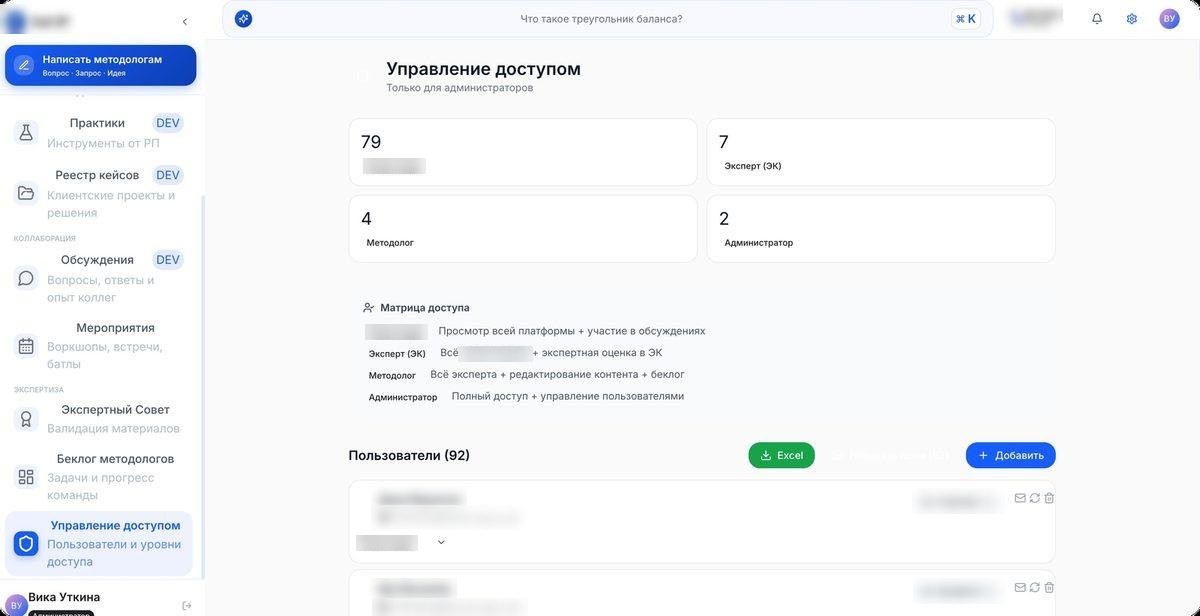 Что такое треугольник баланса?
⌘ K
ВУ
Написать методологам
Вопрос · Запрос · Идея
Практики DEV
Инструменты от РП
Реестр кейсов DEV
Клиентские проекты и
решения
КОЛЛАБОРАЦИЯ
Обсуждения DEV
Вопросы, ответы и
опыт коллег
Мероприятия
Воркшопы, встречи,
батлы
ЭКСПЕРТИЗА
Экспертный Совет
Валидация материалов
Беклог методологов
Задачи и прогресс
команды
Управление доступом
Пользователи и уровни
доступа
ВУ
Вика Уткина
Администратор
Управление доступом
Только для администраторов
79
7
Эксперт (ЭК)
4
Методолог
2
Администратор
Матрица доступа
Просмотр всей платформы + участие в обсуждениях
Эксперт (ЭК) Всё + экспертная оценка в ЭК
Методолог Всё эксперта + редактирование контента + беклог
Администратор Полный доступ + управление пользователями
Пользователи (92)
Excel
+ Добавить